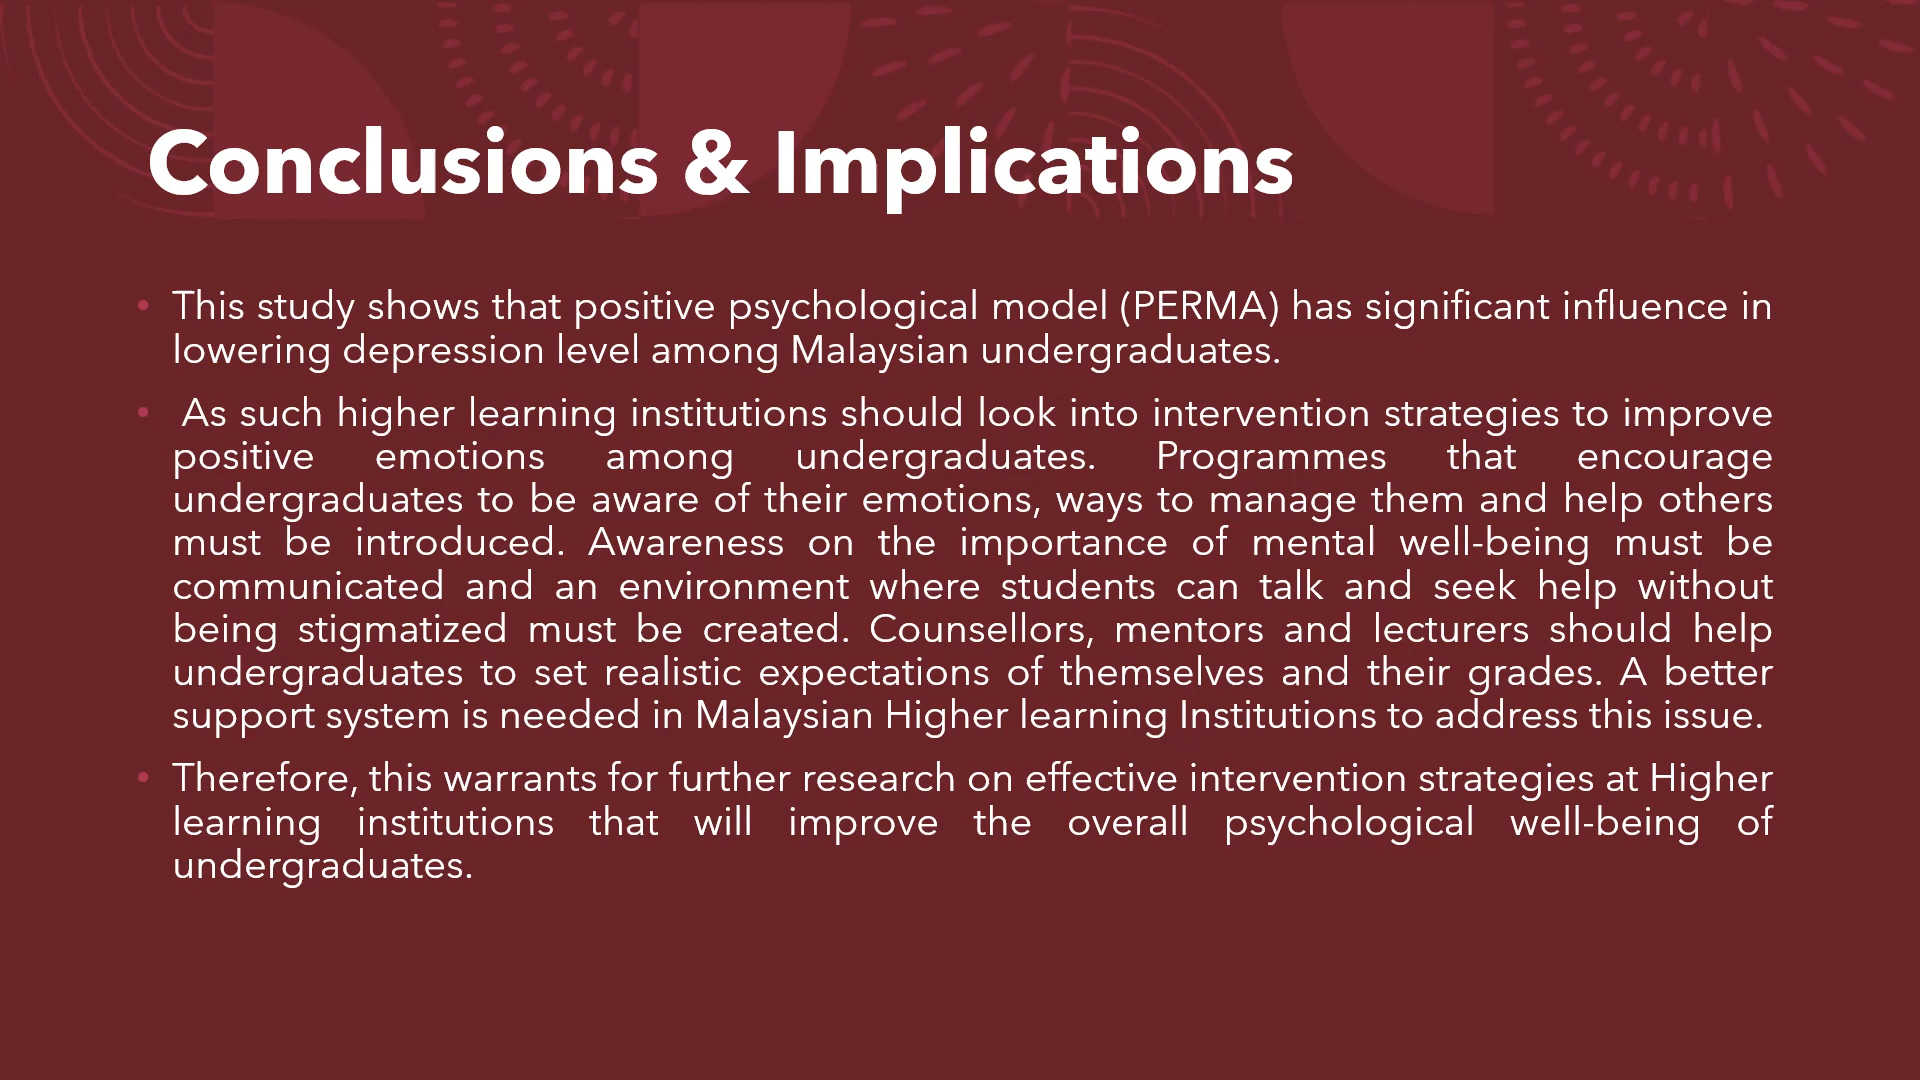 Conclusions & Implications
• This study shows that positive psychological model (PERMA) has significant influence in
lowering depression level among Malaysian undergraduates.
• As such higher learning institutions should look into intervention strategies to improve
positive emotions among undergraduates. Programmes that encourage
undergraduates to be aware of their emotions, ways to manage them and help others
must be introduced. Awareness on the importance of mental well-being must be
communicated and an environment where students can talk and seek help without
being stigmatized must be created. Counsellors, mentors and lecturers should help
undergraduates to set realistic expectations of themselves and their grades. A better
support system is needed in Malaysian Higher learning Institutions to address this issue.
• Therefore, this warrants for further research on effective intervention strategies at Higher
learning institutions that will improve the overall psychological well-being of
undergraduates.